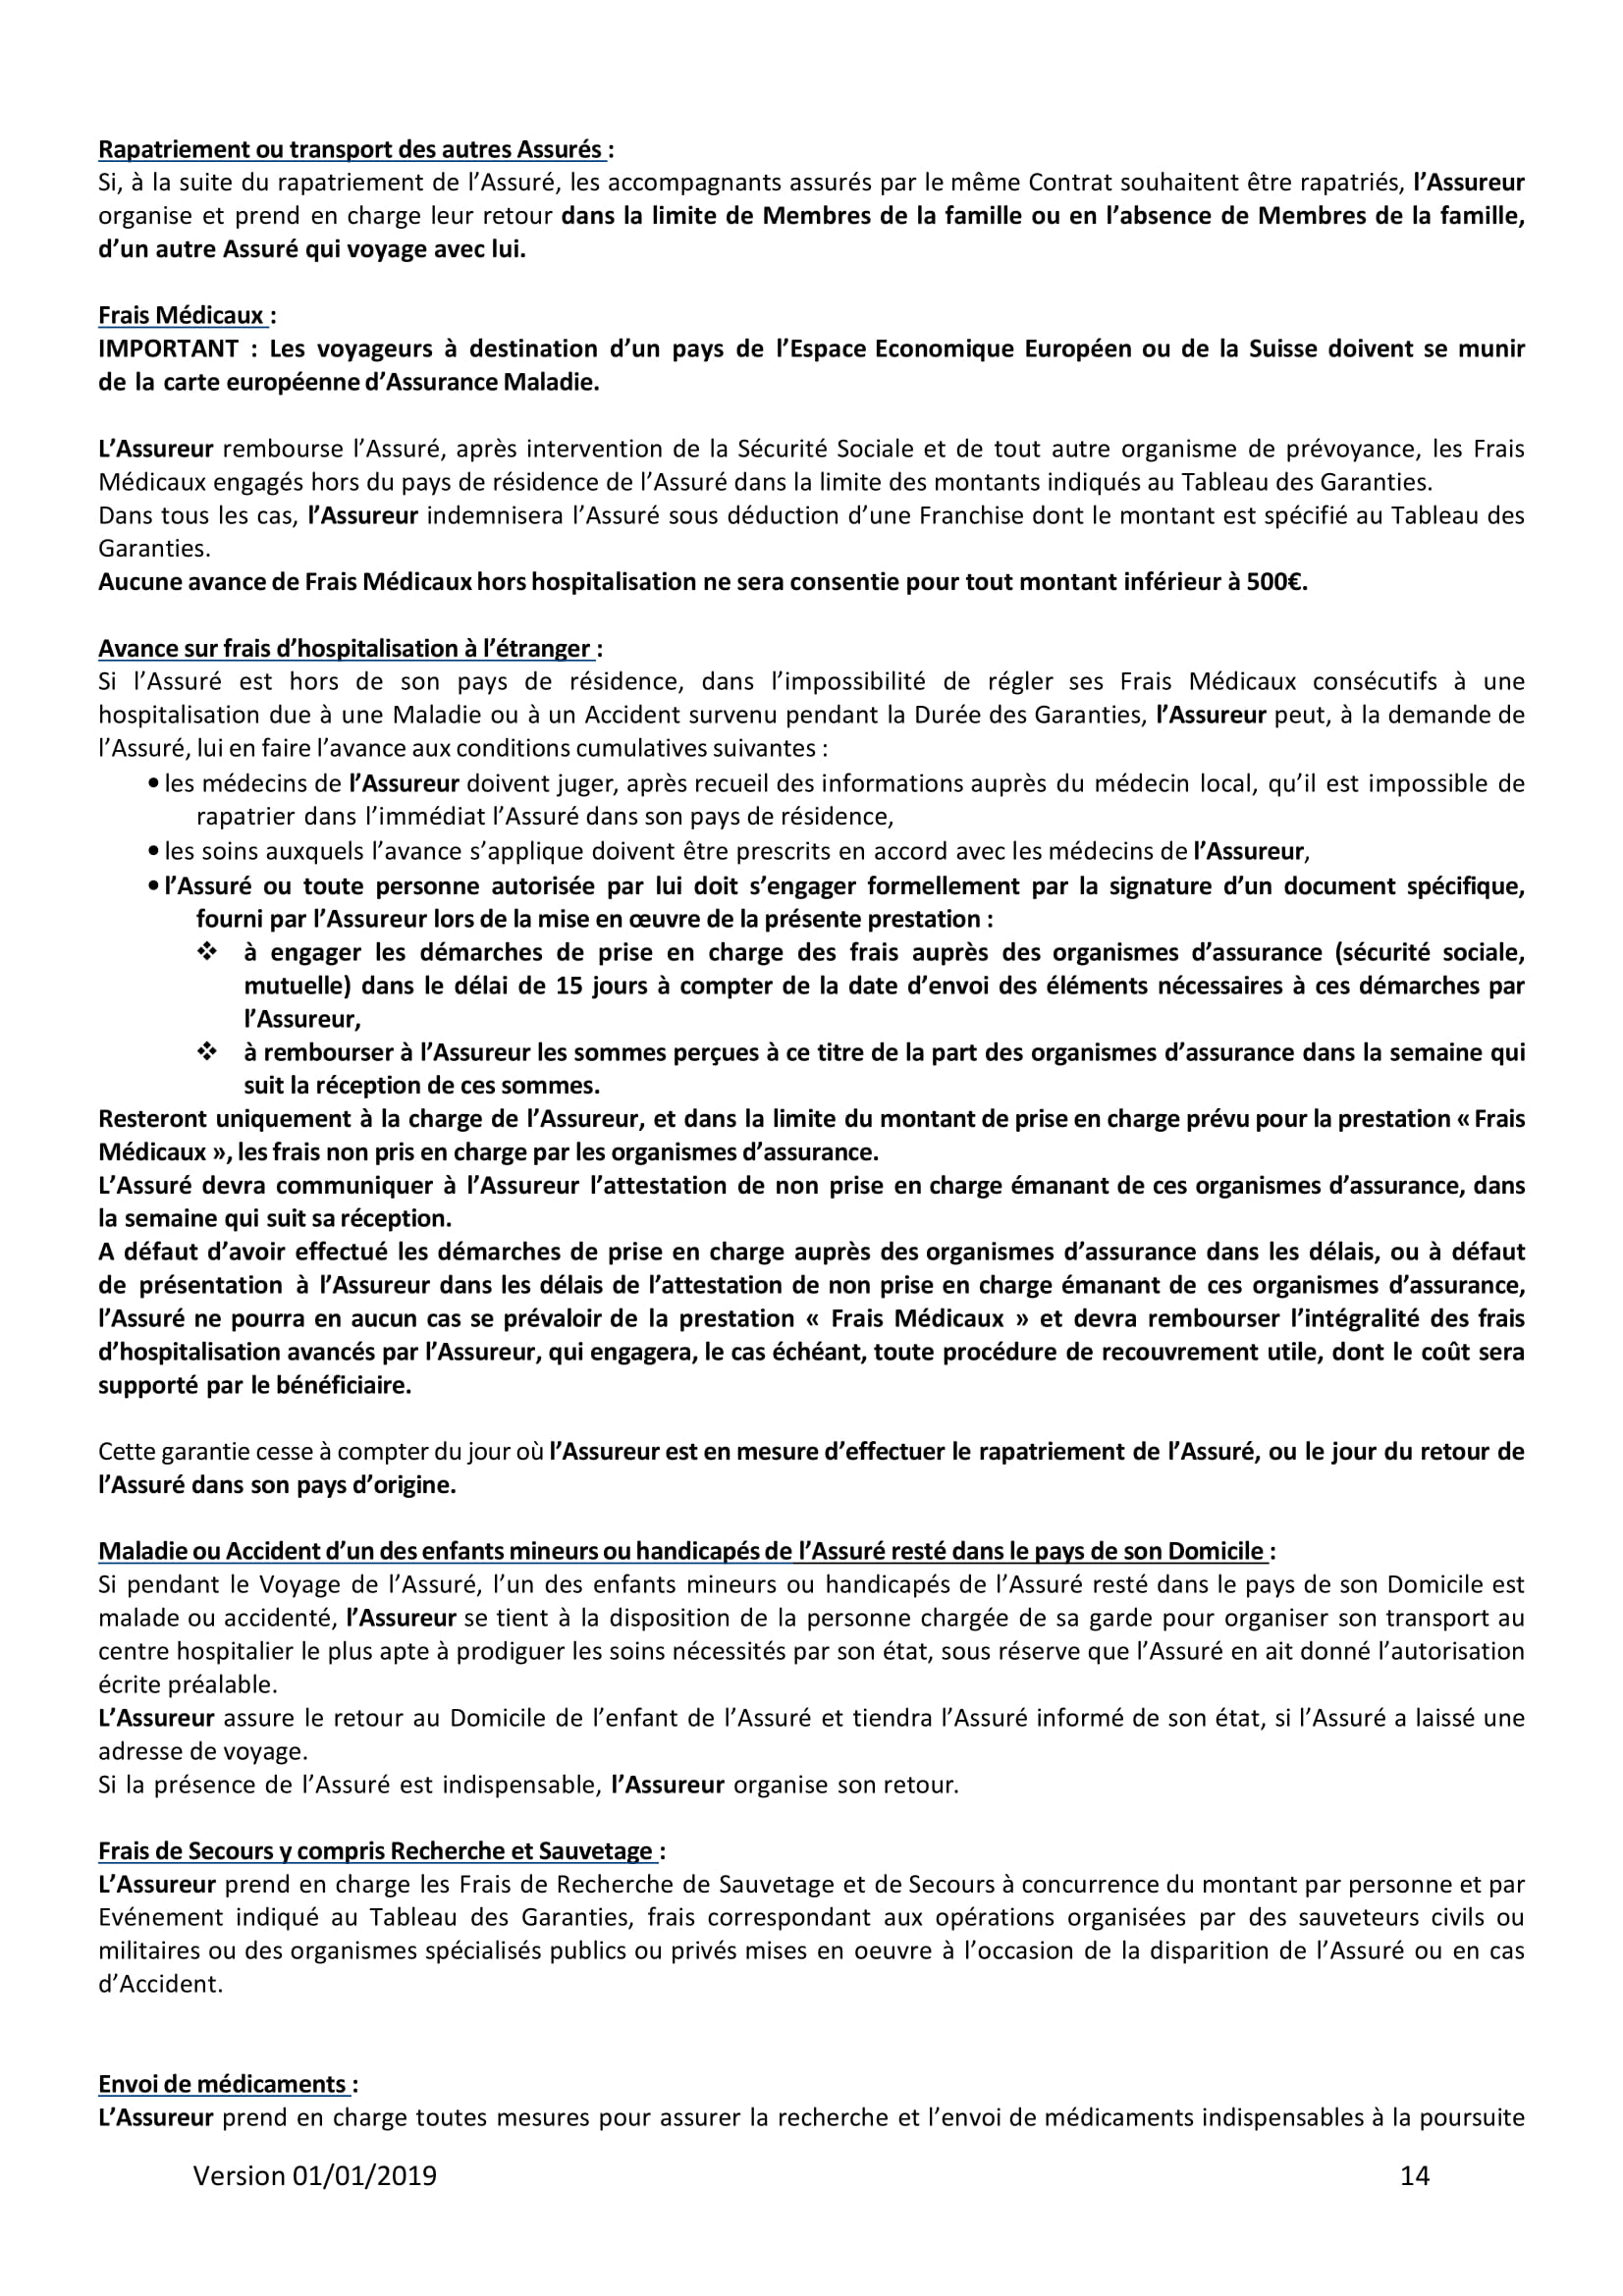 Rapatriement ou transport des autres Assurés :
Si, à la suite du rapatriement de l’Assuré, les accompagnants assurés par le même Contrat souhaitent être rapatriés, l’Assureur
organise et prend en charge leur retour dans la limite de Membres de la famille ou en l’absence de Membres de la famille,
d’un autre Assuré qui voyage avec lui.
Frais Médicaux :
IMPORTANT : Les voyageurs à destination d’un pays de l’Espace Economique Européen ou de la Suisse doivent se munir
de la carte européenne d’Assurance Maladie.
L’Assureur rembourse l’Assuré, après intervention de la Sécurité Sociale et de tout autre organisme de prévoyance, les Frais
Médicaux engagés hors du pays de résidence de l’Assuré dans la limite des montants indiqués au Tableau des Garanties.
Dans tous les cas, l’Assureur indemnisera l’Assuré sous déduction d’une Franchise dont le montant est spécifié au Tableau des
Garanties.
Aucune avance de Frais Médicaux hors hospitalisation ne sera consentie pour tout montant inférieur à 500€.
Avance sur frais d’hospitalisation à l’étranger :
Si l’Assuré est hors de son pays de résidence, dans l’impossibilité de régler ses Frais Médicaux consécutifs à une
hospitalisation due à une Maladie ou à un Accident survenu pendant la Durée des Garanties, l’Assureur peut, à la demande de
l’Assuré, lui en faire l’avance aux conditions cumulatives suivantes :
• les médecins de l’Assureur doivent juger, après recueil des informations auprès du médecin local, qu’il est impossible de
rapatrier dans l’immédiat l’Assuré dans son pays de résidence,
• les soins auxquels l’avance s’applique doivent être prescrits en accord avec les médecins de l’Assureur,
• l’Assuré ou toute personne autorisée par lui doit s’engager formellement par la signature d’un document spécifique,
fourni par l’Assureur lors de la mise en œuvre de la présente prestation :
❖ à engager les démarches de prise en charge des frais auprès des organismes d’assurance (sécurité sociale,
mutuelle) dans le délai de 15 jours à compter de la date d’envoi des éléments nécessaires à ces démarches par
l’Assureur,
❖ à rembourser à l’Assureur les sommes perçues à ce titre de la part des organismes d’assurance dans la semaine qui
suit la réception de ces sommes.
Resteront uniquement à la charge de l’Assureur, et dans la limite du montant de prise en charge prévu pour la prestation « Frais
Médicaux », les frais non pris en charge par les organismes d’assurance.
L’Assuré devra communiquer à l’Assureur l’attestation de non prise en charge émanant de ces organismes d’assurance, dans
la semaine qui suit sa réception.
A défaut d’avoir effectué les démarches de prise en charge auprès des organismes d’assurance dans les délais, ou à défaut
de présentation à l’Assureur dans les délais de l’attestation de non prise en charge émanant de ces organismes d’assurance,
l’Assuré ne pourra en aucun cas se prévaloir de la prestation « Frais Médicaux » et devra rembourser l’intégralité des frais
d’hospitalisation avancés par l’Assureur, qui engagera, le cas échéant, toute procédure de recouvrement utile, dont le coût sera
supporté par le bénéficiaire.
Cette garantie cesse à compter du jour où l’Assureur est en mesure d’effectuer le rapatriement de l’Assuré, ou le jour du retour de
l’Assuré dans son pays d’origine.
Maladie ou Accident d’un des enfants mineurs ou handicapés de l’Assuré resté dans le pays de son Domicile :
Si pendant le Voyage de l’Assuré, l’un des enfants mineurs ou handicapés de l’Assuré resté dans le pays de son Domicile est
malade ou accidenté, l’Assureur se tient à la disposition de la personne chargée de sa garde pour organiser son transport au
centre hospitalier le plus apte à prodiguer les soins nécessités par son état, sous réserve que l’Assuré en ait donné l’autorisation
écrite préalable.
L’Assureur assure le retour au Domicile de l’enfant de l’Assuré et tiendra l’Assuré informé de son état, si l’Assuré a laissé une
adresse de voyage.
Si la présence de l’Assuré est indispensable, l’Assureur organise son retour.
Frais de Secours y compris Recherche et Sauvetage :
L’Assureur prend en charge les Frais de Recherche de Sauvetage et de Secours à concurrence du montant par personne et par
Evénement indiqué au Tableau des Garanties, frais correspondant aux opérations organisées par des sauveteurs civils ou
militaires ou des organismes spécialisés publics ou privés mises en oeuvre à l’occasion de la disparition de l’Assuré ou en cas
d’Accident.
Envoi de médicaments :
L’Assureur prend en charge toutes mesures pour assurer la recherche et l’envoi de médicaments indispensables à la poursuite
Version 01/01/2019 14